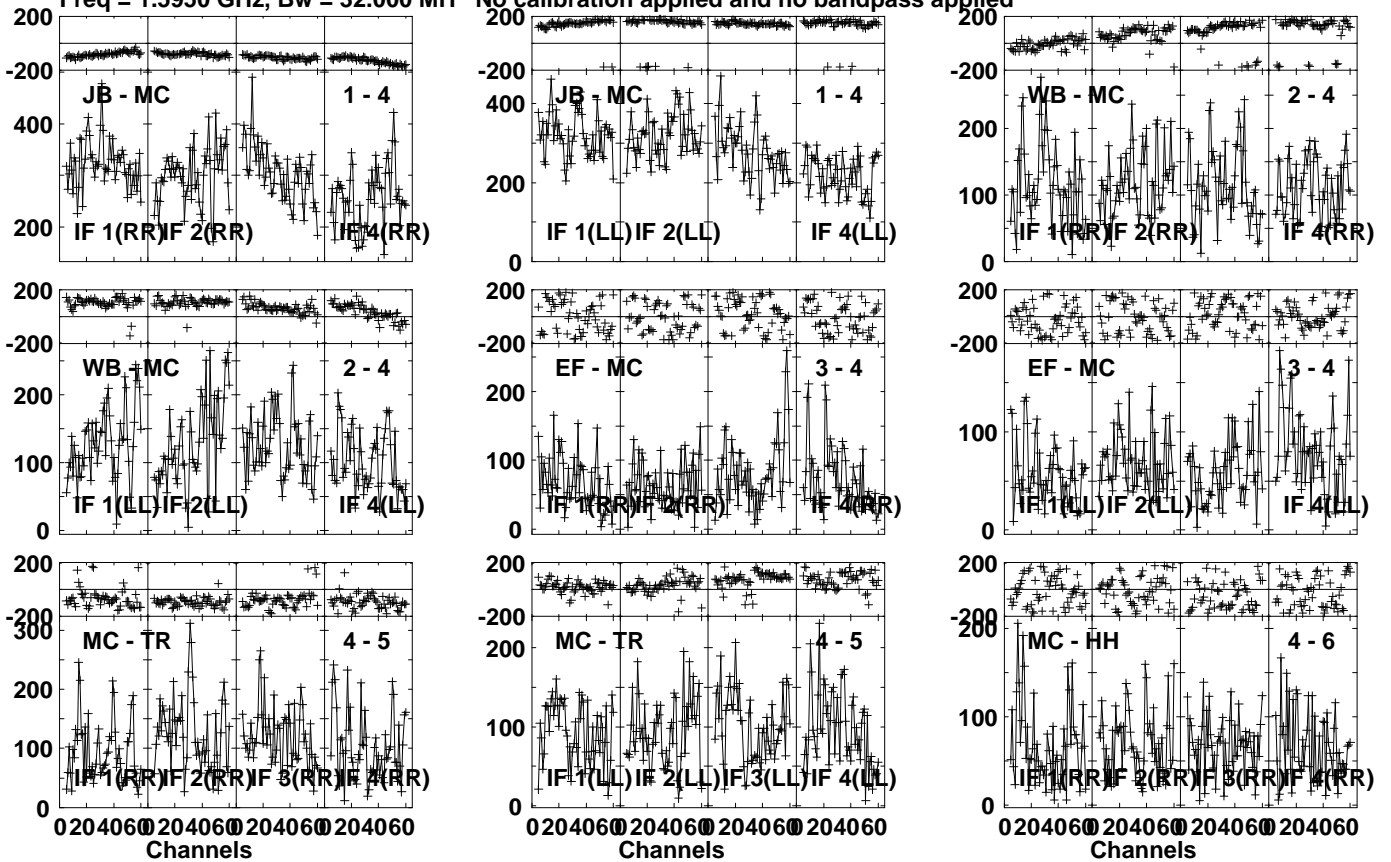 Freq = 1.5950 GHz, Bw = 32.000 MH No calibration applied and no bandpass applied
200 200 200
-200 -200 -200
JB - MC 1 - 4 JB - MC 1 - 4 WB - MC 2 - 4
400 400 200
200 200 100
IF 1(RR) IF 2(RR) IF 4(RR) IF 1(LL) IF 2(LL) IF 4(LL) IF 1(RR) IF 2(RR) IF 4(RR)
0 0
200 200 200
-200 -200 -200
WB - MC 2 - 4 EF - MC 3 - 4 EF - MC 3 - 4
200 200
100 100 100
IF 1(LL) IF 2(LL) IF 4(LL) IF 1(RR) IF 2(RR) IF 4(RR) IF 1(LL) IF 2(LL) IF 4(LL)
0 0 0
200 200 200
-200 -200 -200
300 200
MC - TR 4 - 5 MC - TR 4 - 5 MC - HH 4 - 6
200 200
100 100 100
IF 1(RR) IF 2(RR) IF 3(RR) IF 4(RR) IF 1(LL) IF 2(LL) IF 3(LL) IF 4(LL) IF 1(RR) IF 2(RR) IF 3(RR) IF 4(RR)
0 0 0
0 20 40 60 0 20 40 60 0 20 40 60 0 20 40 60 0 20 40 60 0 20 40 60 0 20 40 60 0 20 40 60 0 20 40 60 0 20 40 60 0 20 40 60 0 20 40 60
Channels Channels Channels